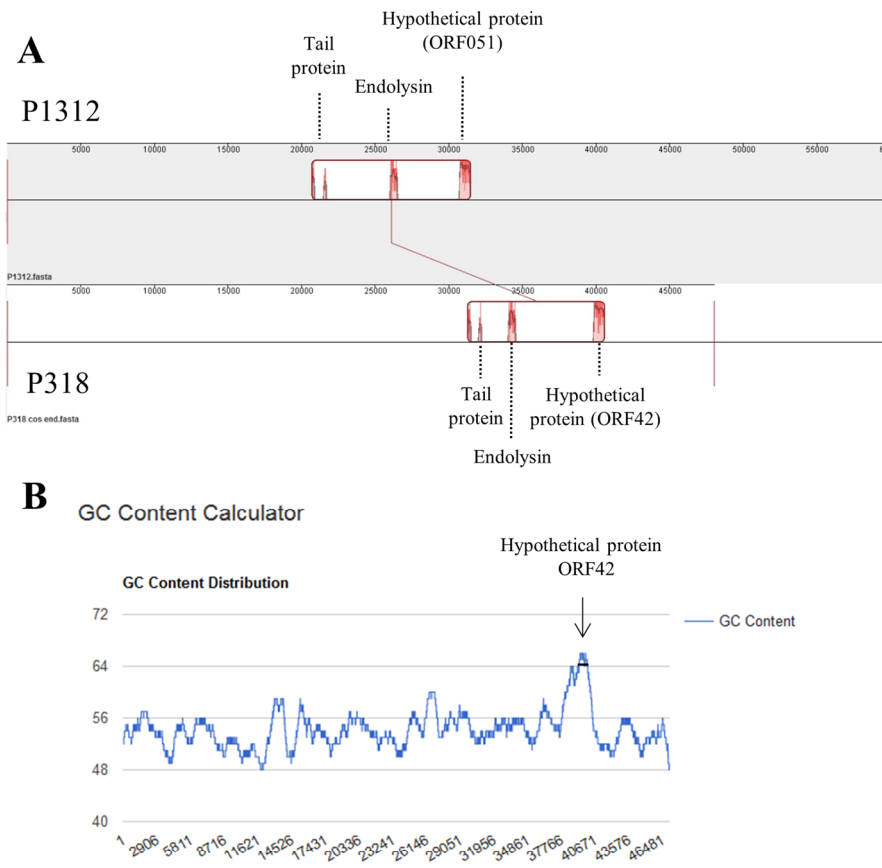 A
Hypothetical protein
(ORF051)
Tail
protein
Endolysin
P1312
5000 10000 15000 20000 25000 30000 35000 40000 45000 50000 55000
P1312.fasta
5000 10000 15000 20000 25000 30000 35000 40000 45000
P318
P318 cos end.fasta
Tail
protein
Hypothetical
protein (ORF42)
Endolysin
B
GC Content Calculator
Hypothetical protein
ORF42
GC Content Distribution
72
GC Content
64
56
48
40
1 2906 5811 8716 11621 14526 17431 20336 23241 26146 29051 31956 34861 37766 40671 43576 46481